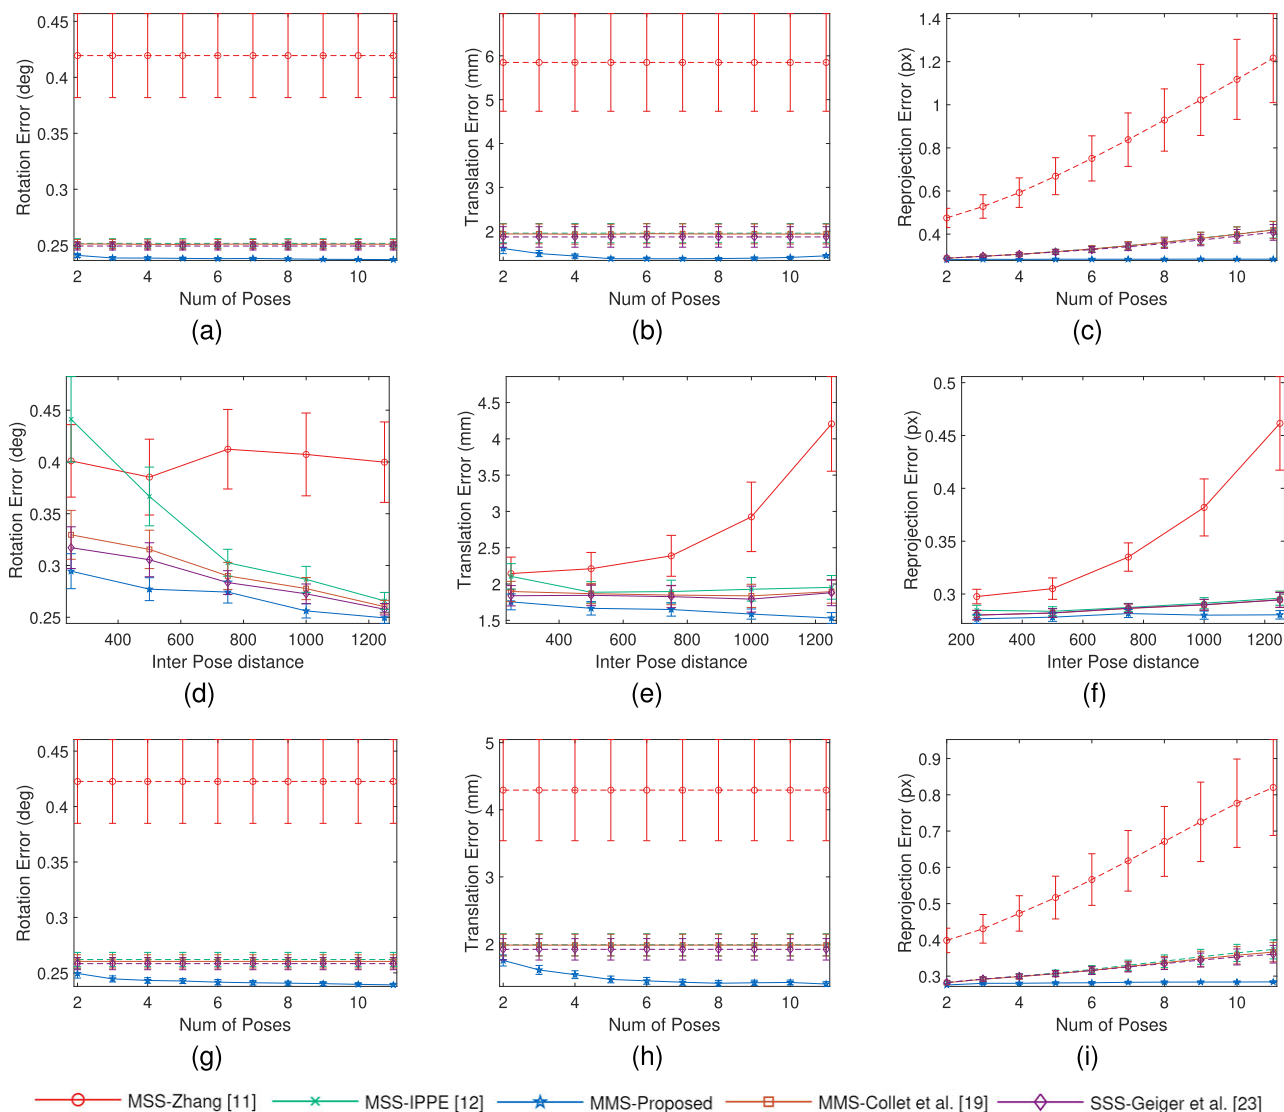 0.45
0.4
0.35
0.3
0.25
Rotation Error (deg)
2 4 6 8 10
Num of Poses
(a)
6
5
4
3
2
Translation Error (mm)
2 4 6 8 10
Num of Poses
(b)
1.4
1.2
1
0.8
0.6
0.4
Reprojection Error (px)
2 4 6 8 10
Num of Poses
(c)
0.45
0.4
0.35
0.3
0.25
Rotation Error (deg)
400 600 800 1000 1200
Inter Pose distance
(d)
4.5
4
3.5
3
2.5
2
1.5
Translation Error (mm)
400 600 800 1000 1200
Inter Pose distance
(e)
0.5
0.45
0.4
0.35
0.3
Reprojection Error (px)
200 400 600 800 1000 1200
Inter Pose distance
(f)
0.45
0.4
0.35
0.3
0.25
Rotation Error (deg)
2 4 6 8 10
Num of Poses
(g)
5
4
3
2
Translation Error (mm)
2 4 6 8 10
Num of Poses
(h)
0.9
0.8
0.7
0.6
0.5
0.4
0.3
Reprojection Error (px)
2 4 6 8 10
Num of Poses
(i)
MSS-Zhang [11] MSS-IPPE [12] MMS-Proposed MMS-Collet et al. [19] SSS-Geiger et al. [23]